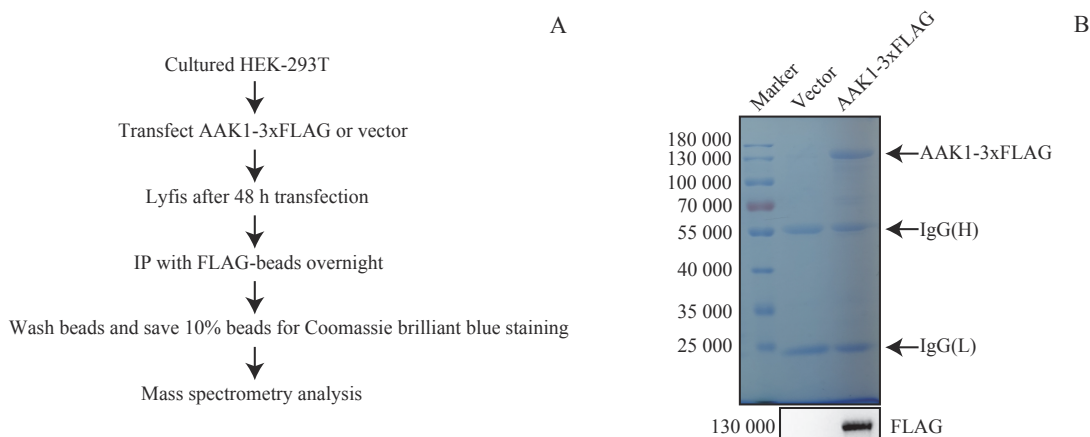 A
Cultured HEK-293T
Transfect AAK1-3xFLAG or vector
Lyfis after 48 h transfection
IP with FLAG-beads overnight
Wash beads and save 10% beads for Coomassie brilliant blue staining
Mass spectrometry analysis
B
Marker
Vector
AAK1-3xFLAG
180 000
130 000
100 000
70 000
55 000
40 000
35 000
25 000
AAK1-3xFLAG
IgG(H)
IgG(L)
130 000
FLAG